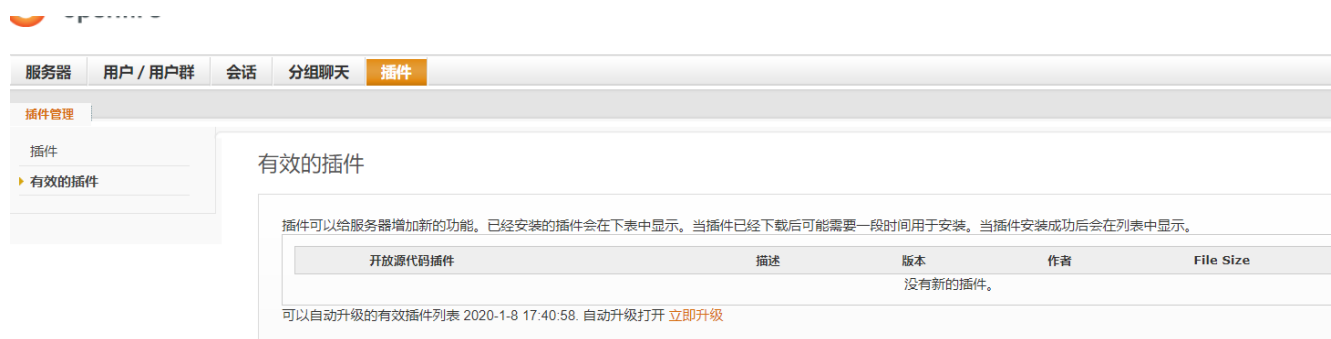 服务器 用户 / 用户群 会话 分组聊天 插件
插件管理
插件
有效的插件
有效的插件
插件可以给服务器增加新的功能。已经安装的插件会在下表中显示。当插件已经下载后可能需要一段时间用于安装。当插件安装成功后会在列表中显示。
开放源代码插件 描述 版本 作者 File Size
没有新的插件。
可以自动升级的有效插件列表 2020-1-8 17:40:58. 自动升级打开 立即升级